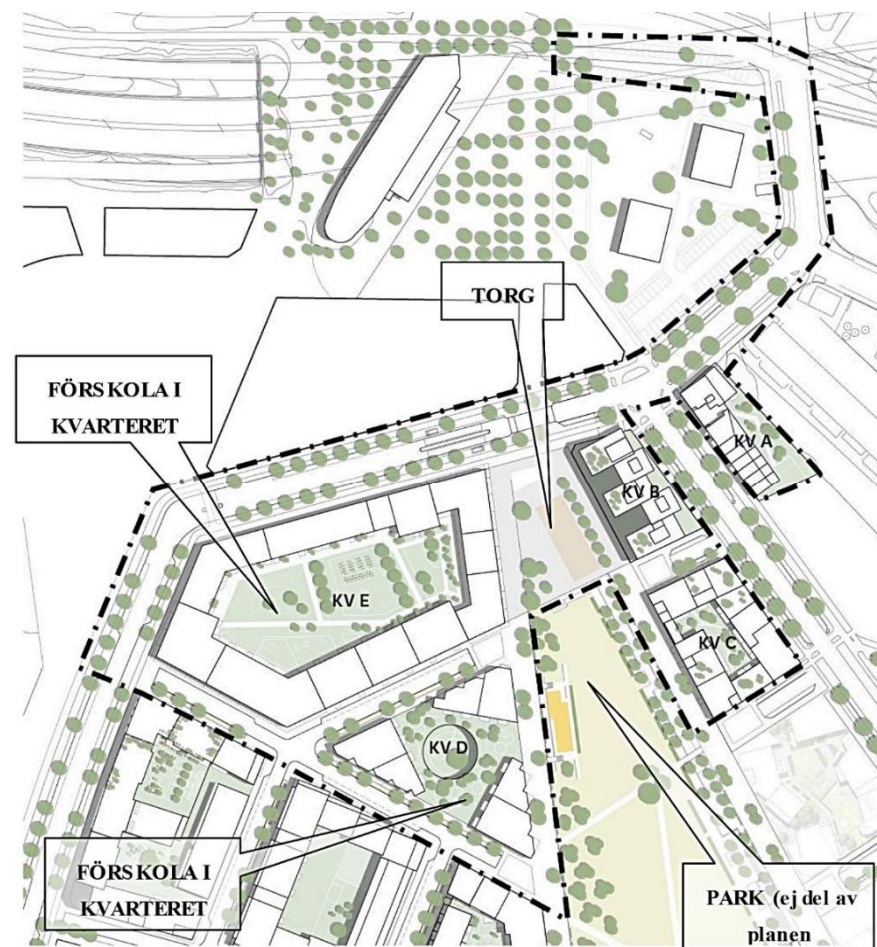 TORG
FÖRSKOLA I
KVARTERET
KV A
KV B
KV E
KV C
KV D
FÖRSKOLA I
KVARTERET
PARK (ej del av
planen